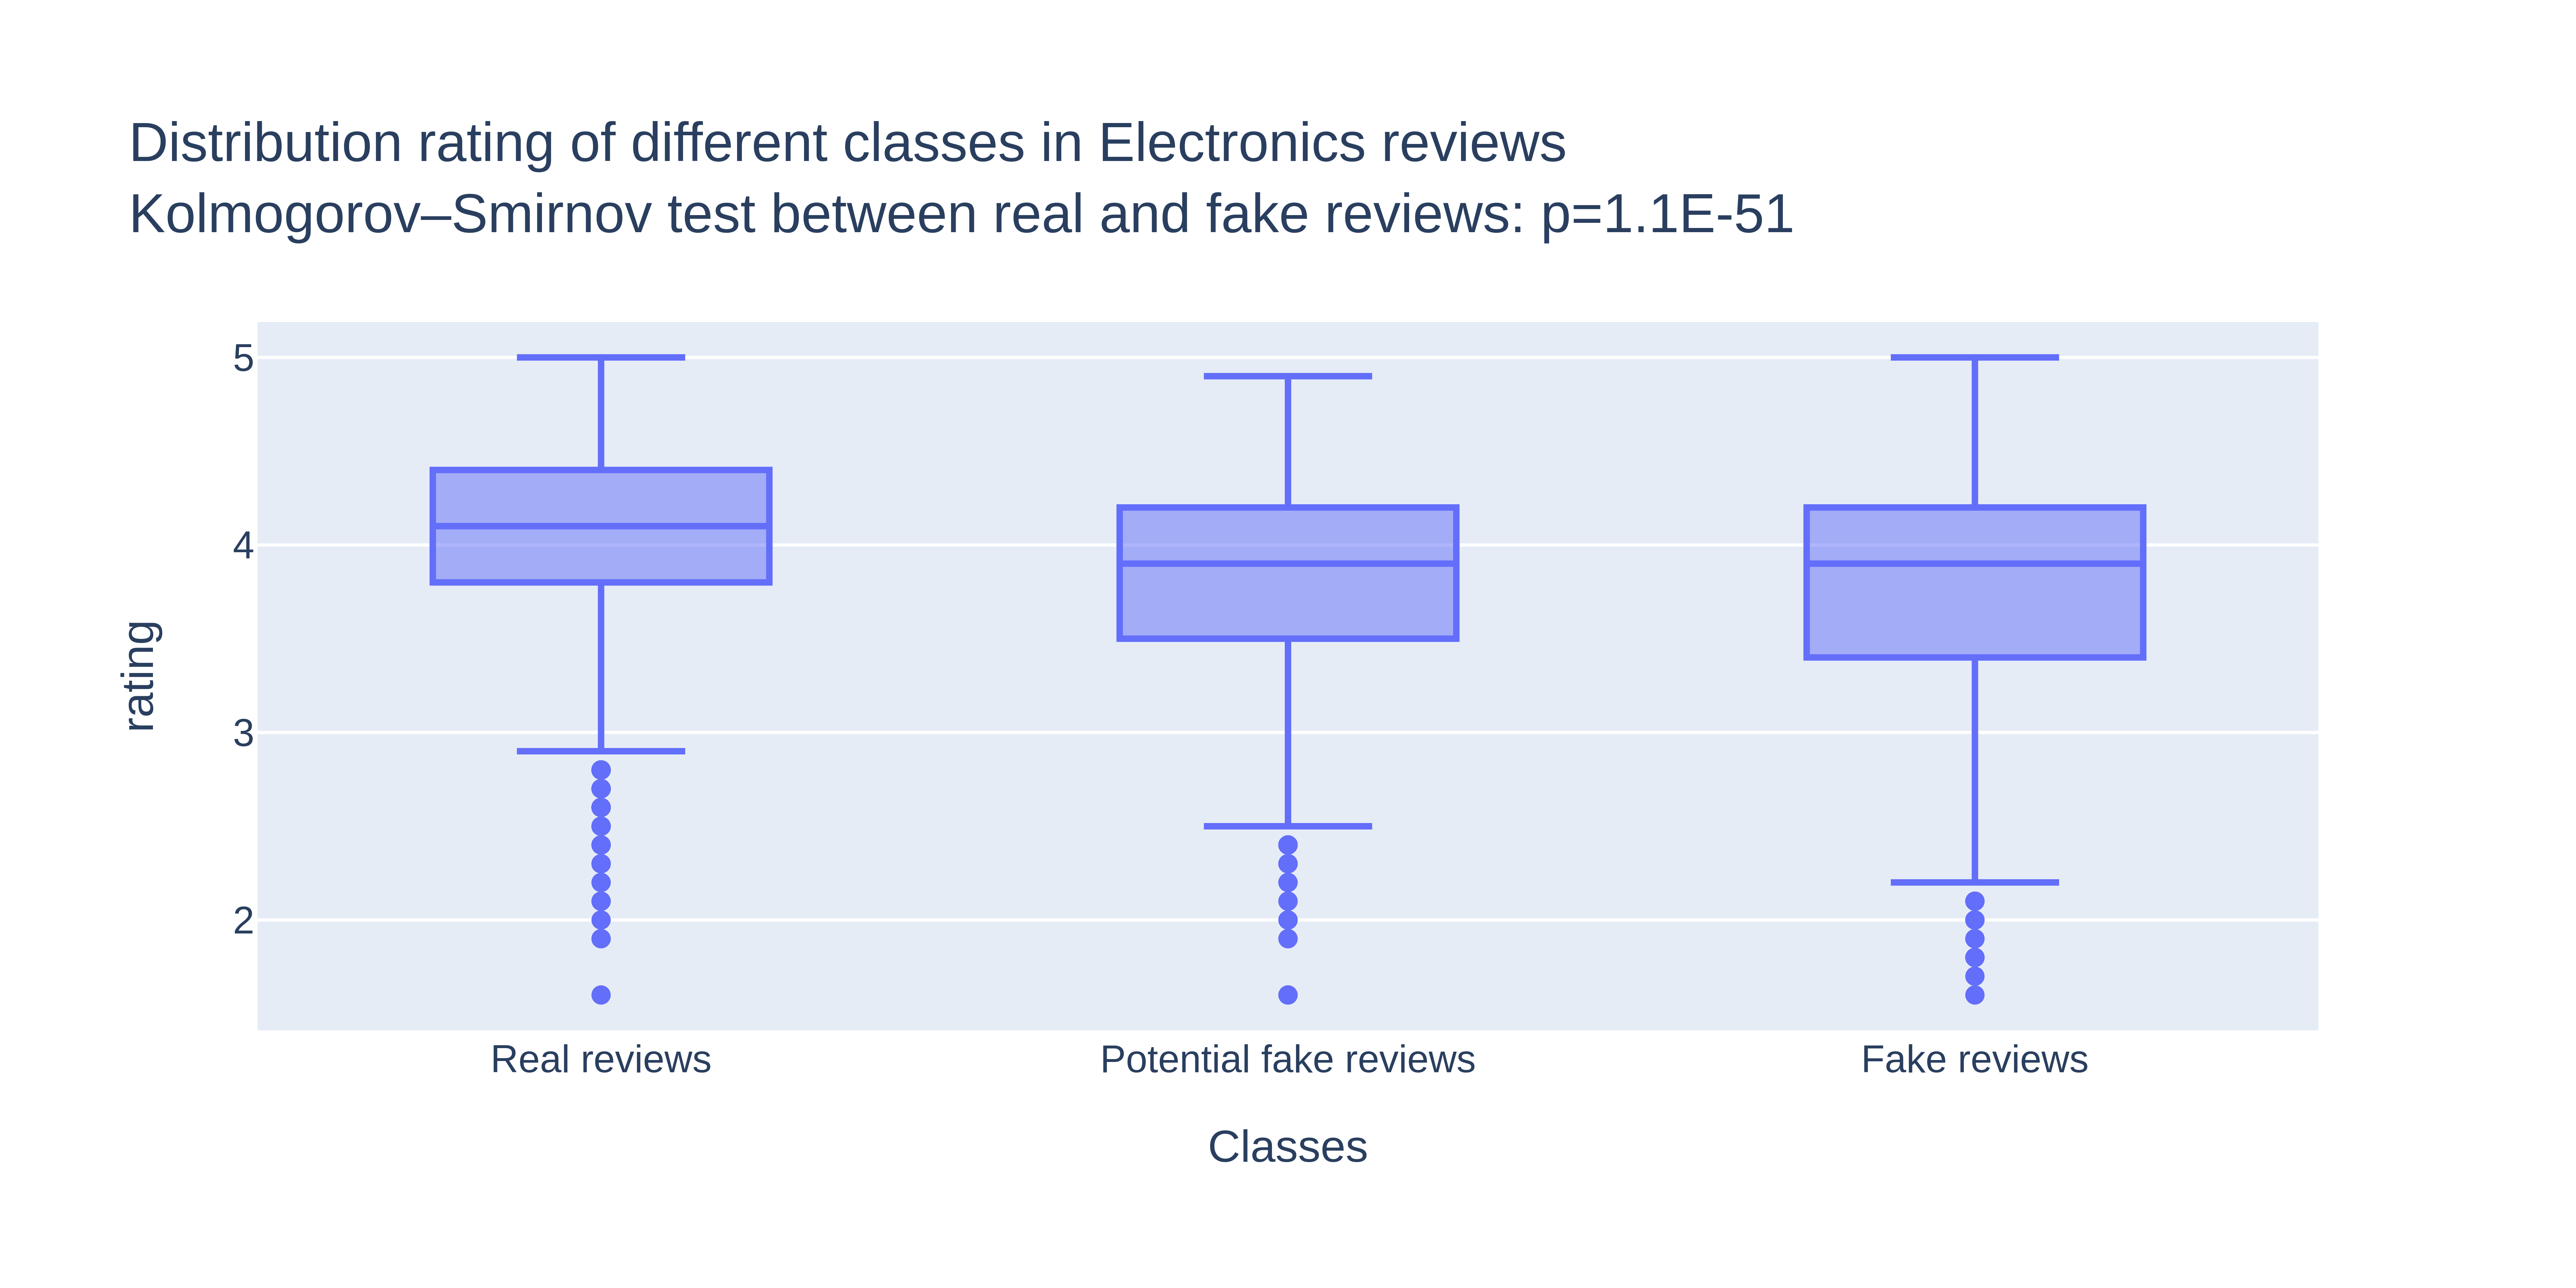 Distribution rating of different classes in Electronics reviews
Kolmogorov–Smirnov test between real and fake reviews: p=1.1E-51
5
4
3
2
rating
Real reviews
Potential fake reviews
Fake reviews
Classes